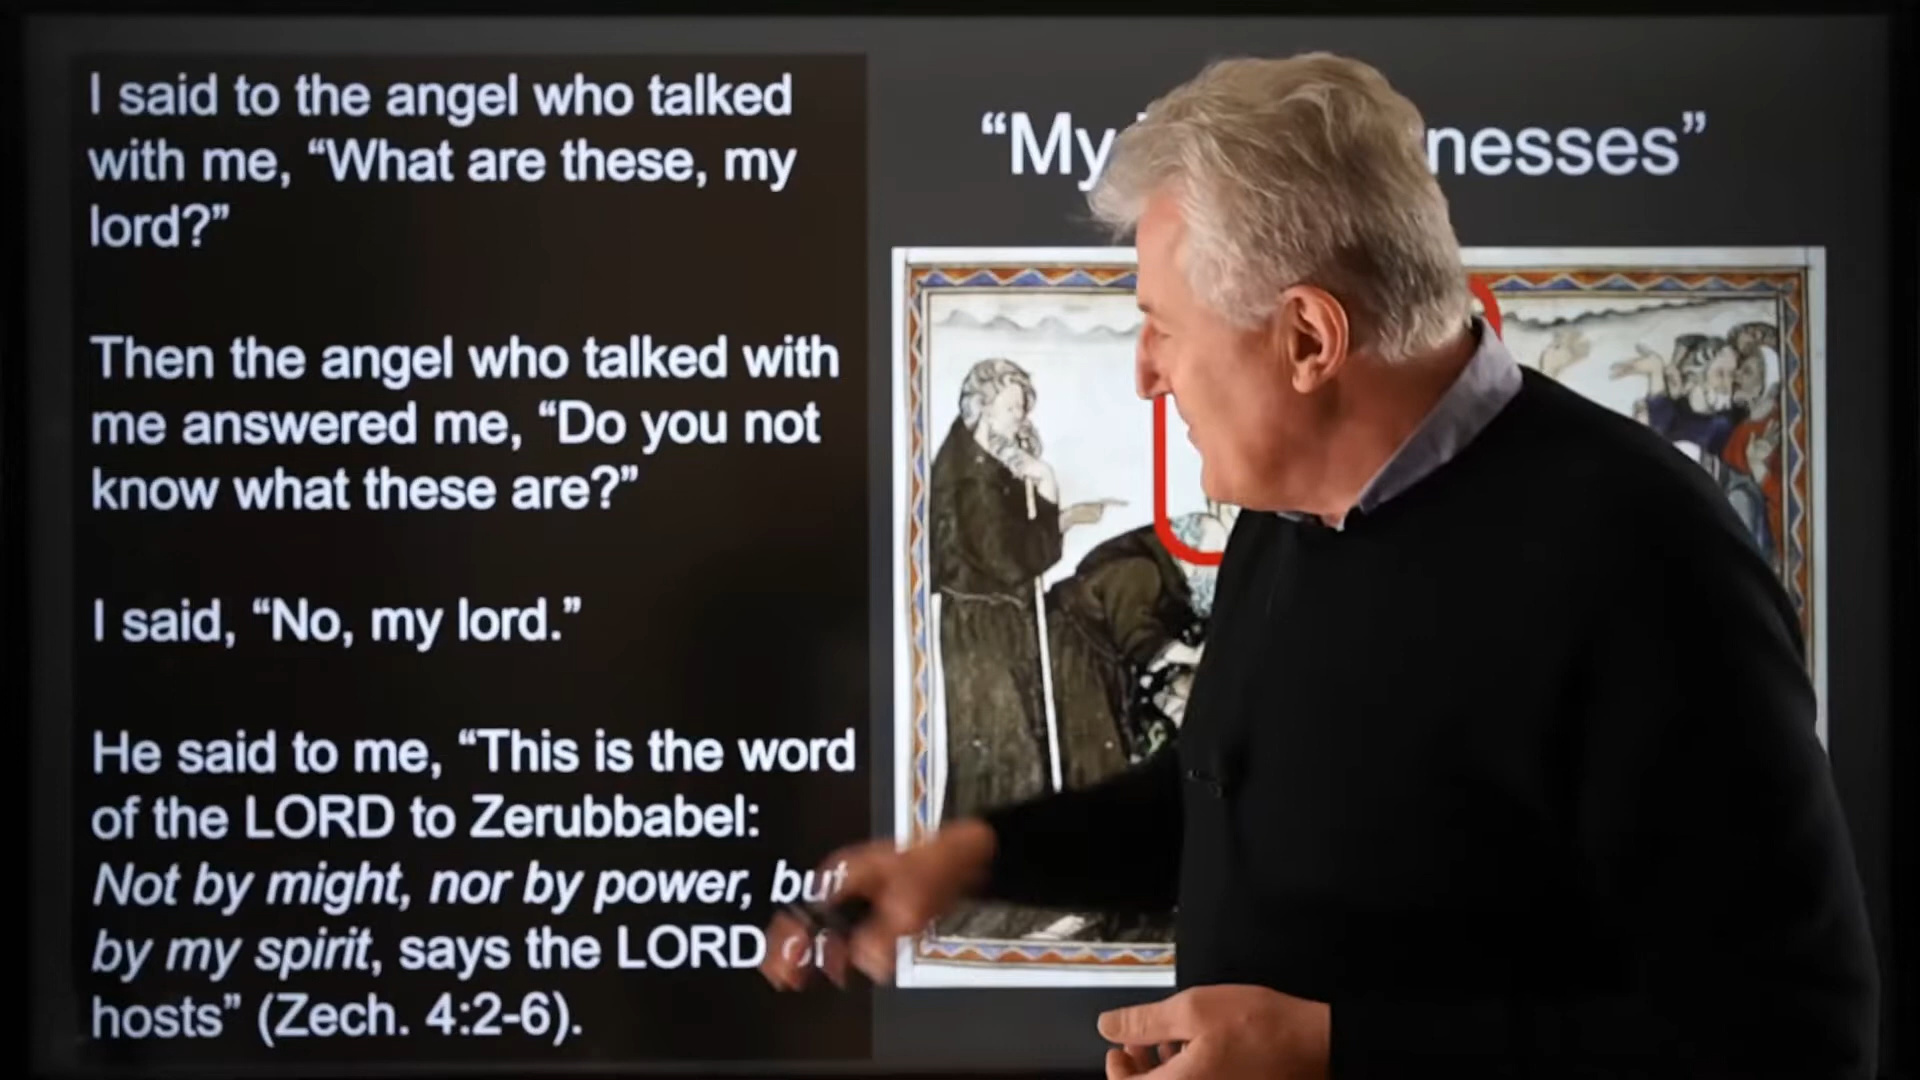 I said to the angel who talked
with me, “What are these, my
lord?”
Then the angel who talked with
me answered me, “Do you not
know what these are?”
I said, “No, my lord.”
He said to me, “This is the word
of the LORD to Zerubbabel:
Not by might, nor by power, but
by my spirit, says the LORD of
hosts” (Zech. 4:2-6).
“My nesses”